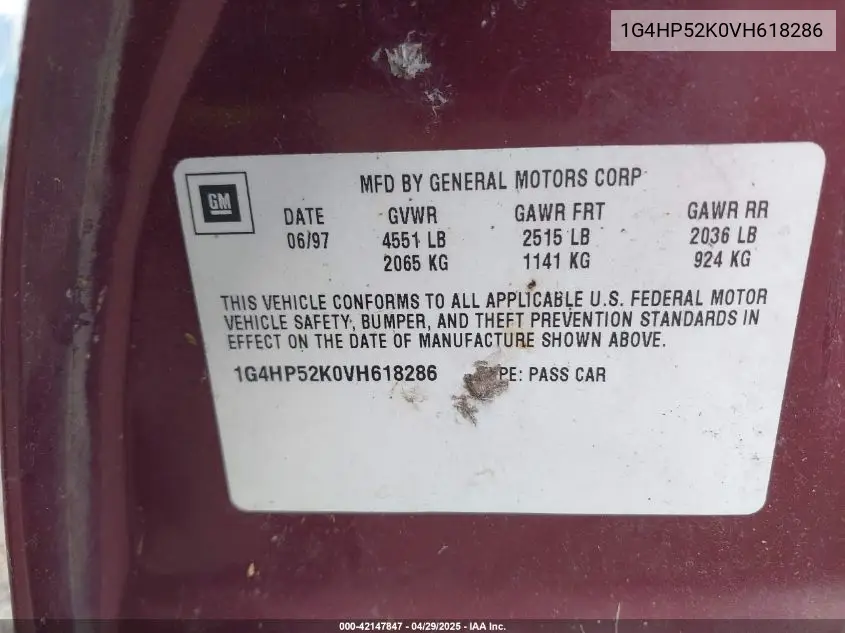 1G4HP52K0VH618286
GM
MFD BY GENERAL MOTORS CORP
DATE GVWR GAWR FRT GAWR RR
06/97 4551 LB 2515 LB 2036 LB
2065 KG 1141 KG 924 KG
THIS VEHICLE CONFORMS TO ALL APPLICABLE U.S. FEDERAL MOTOR
VEHICLE SAFETY, BUMPER, AND THEFT PREVENTION STANDARDS IN
EFFECT ON THE DATE OF MANUFACTURE SHOWN ABOVE.
1G4HP52K0VH618286 PE: PASS CAR
000-42147847 - 04/29/2025 - IAA Inc.